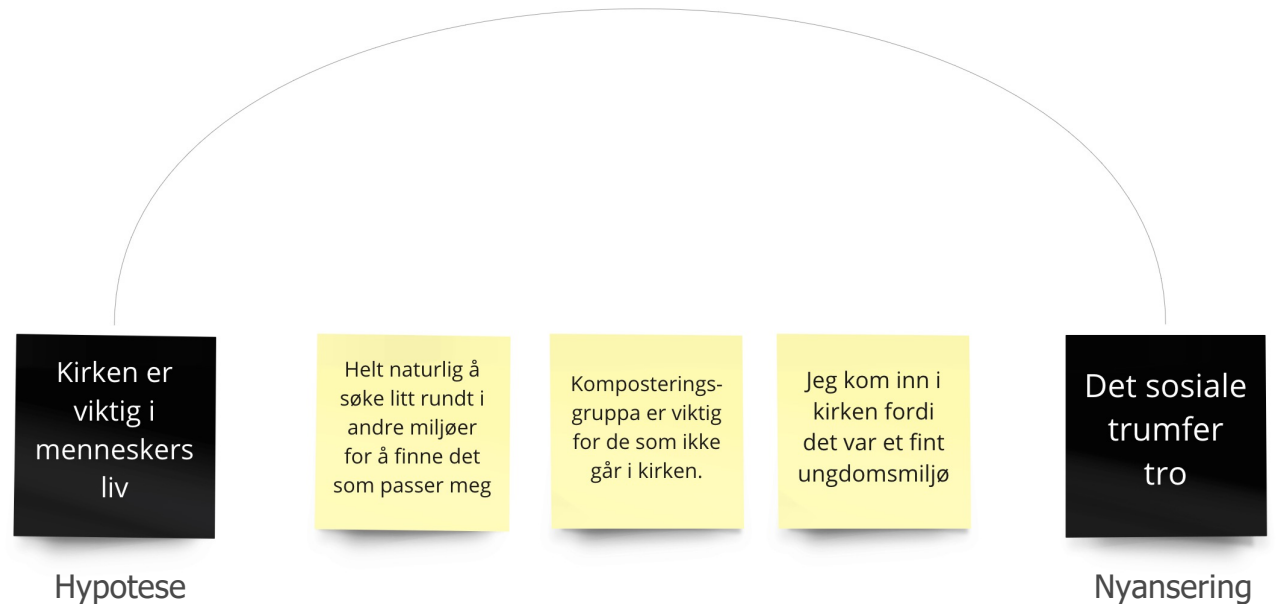 Kirken er
viktig i
menneskers
liv
Hypotese
Helt naturlig å
søke litt rundt i
andre miljøer
for å finne det
som passer meg
Komposterings-
gruppa er viktig
for de som ikke
går i kirken.
Jeg kom inn i
kirken fordi
det var et fint
ungdomsmiljø
Det sosiale
trumfer
tro
Nyansering